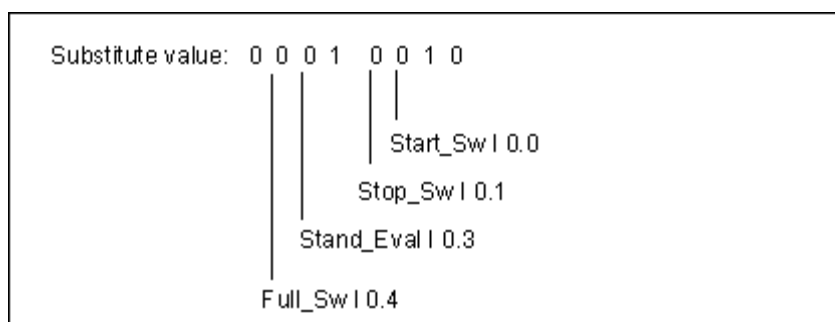 Substitute value: 0 0 0 1 0 0 1 0
Start_Sw I 0.0
Stop_Sw I 0.1
Stand_Eval I 0.3
Full_Sw I 0.4